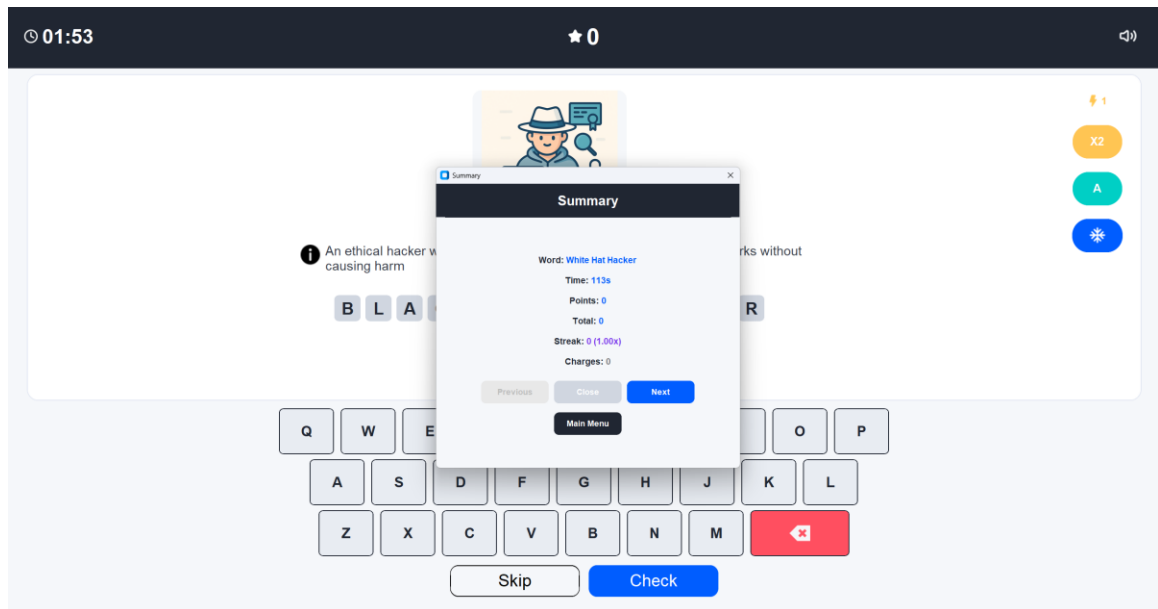 01:53
0
1
X2
A
Summary
Summary
An ethical hacker w
rks without
causing harm
Word: White Hat Hacker
Time: 113s
Points: 0
Total: 0
Streak: 0 (1.00x)
Charges: 0
B L A
R
Previous Close Next
Main Menu
Q W E O P
A S D F G H J K L
Z X C V B N M
Skip Check